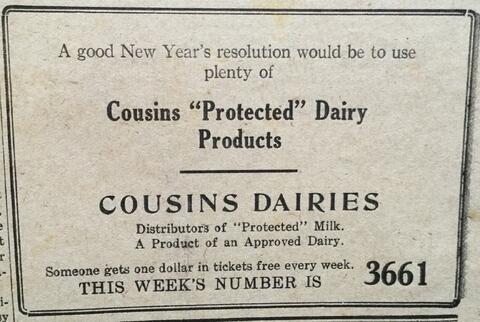 A good New Year's resolution would be to use
plenty of
Cousins "Protected" Dairy
Products
COUSINS DAIRIES
Distributors of "Protected" Milk.
A Product of an Approved Dairy.
Someone gets one dollar in tickets free every week.
THIS WEEK'S NUMBER IS 3661